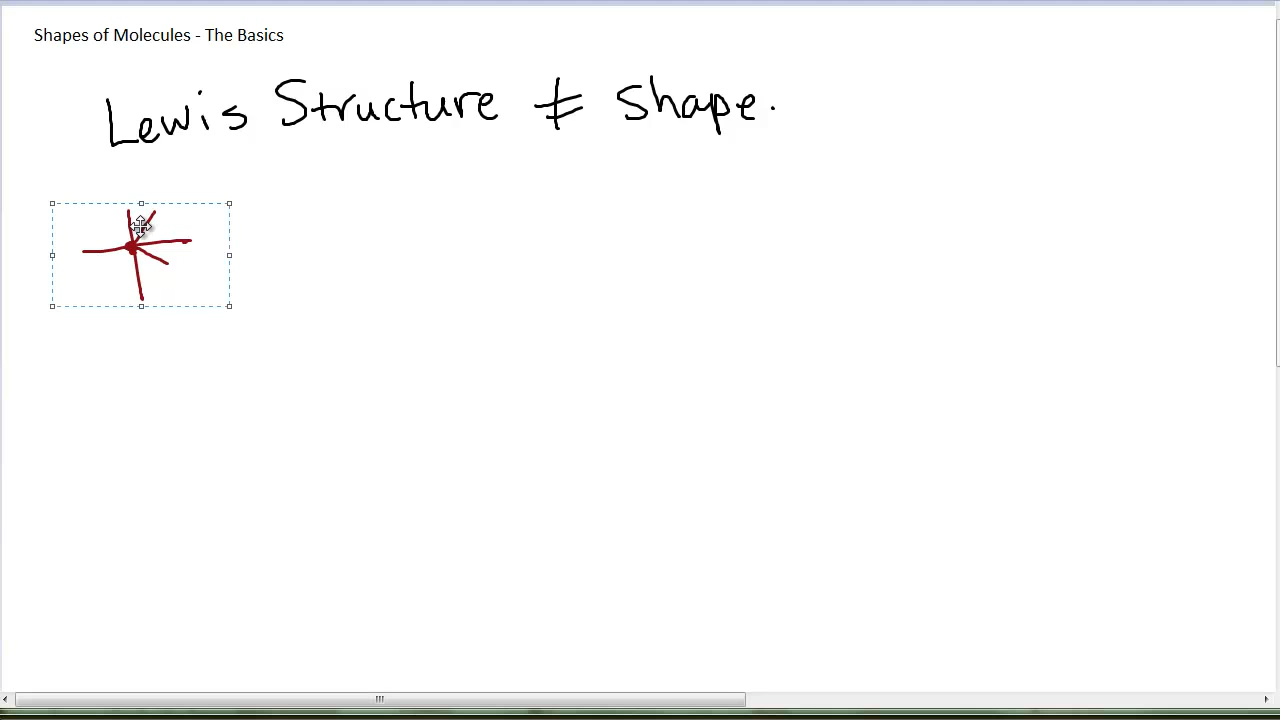 Shapes of Molecules - The Basics
Lewis Structure ≠ shape.